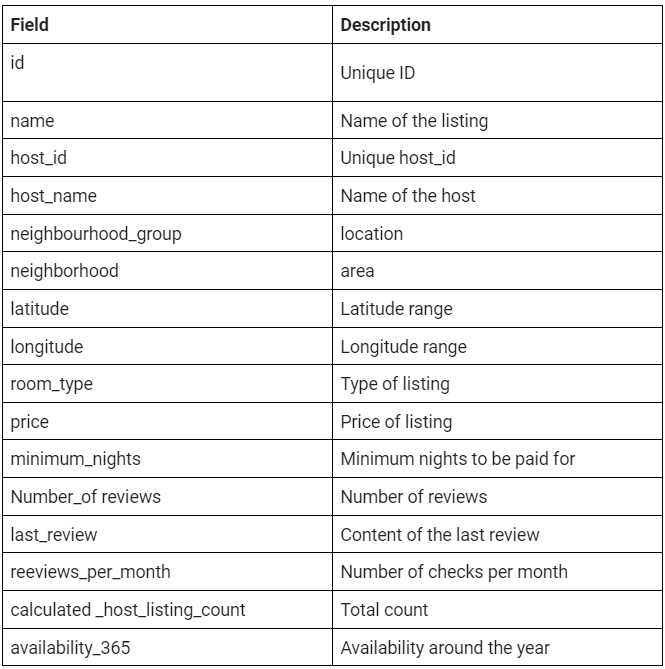 Field Description
id Unique ID
name Name of the listing
host_id Unique host_id
host_name Name of the host
neighbourhood_group location
neighborhood area
latitude Latitude range
longitude Longitude range
room_type Type of listing
price Price of listing
minimum_nights Minimum nights to be paid for
Number_of reviews Number of reviews
last_review Content of the last review
reeviews_per_month Number of checks per month
calculated _host_listing_count Total count
availability_365 Availability around the year